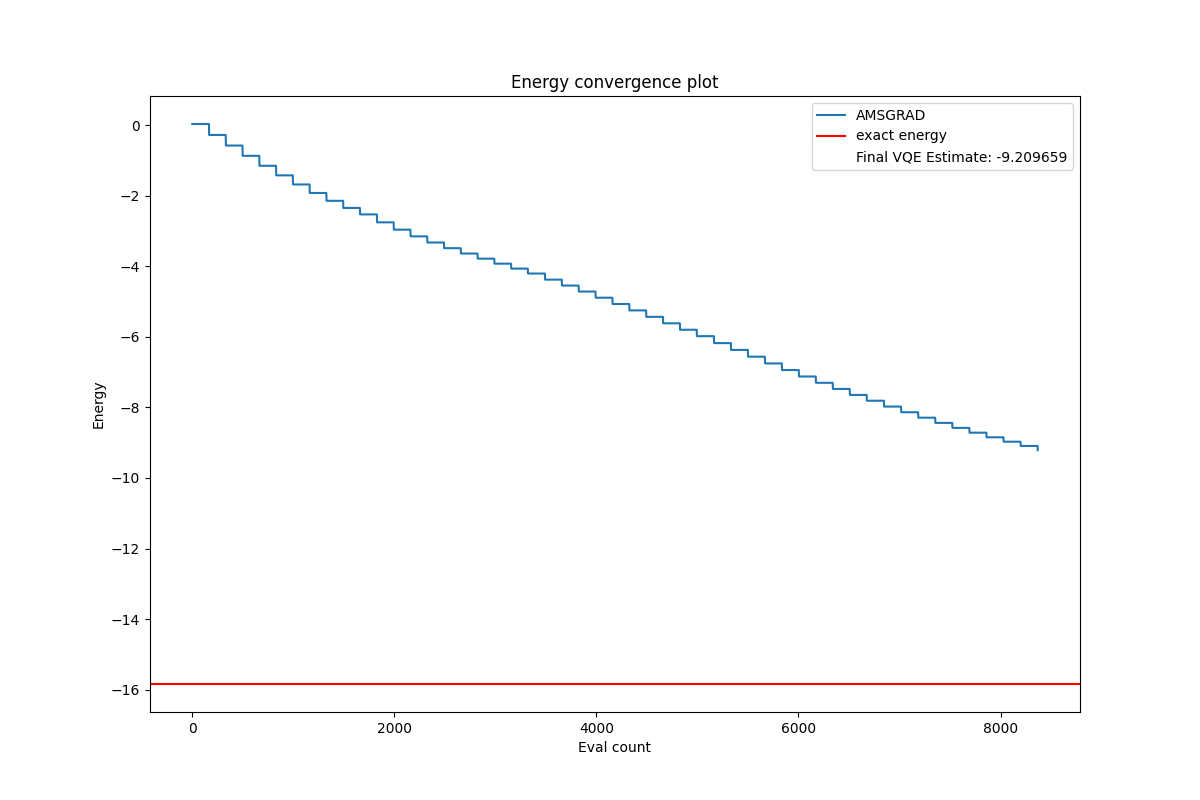 Energy convergence plot
AMSGRAD
exact energy
Final VQE Estimate: -9.209659
0
−2
−4
−6
−8
−10
−12
−14
−16
Energy
0 2000 4000 6000 8000
Eval count